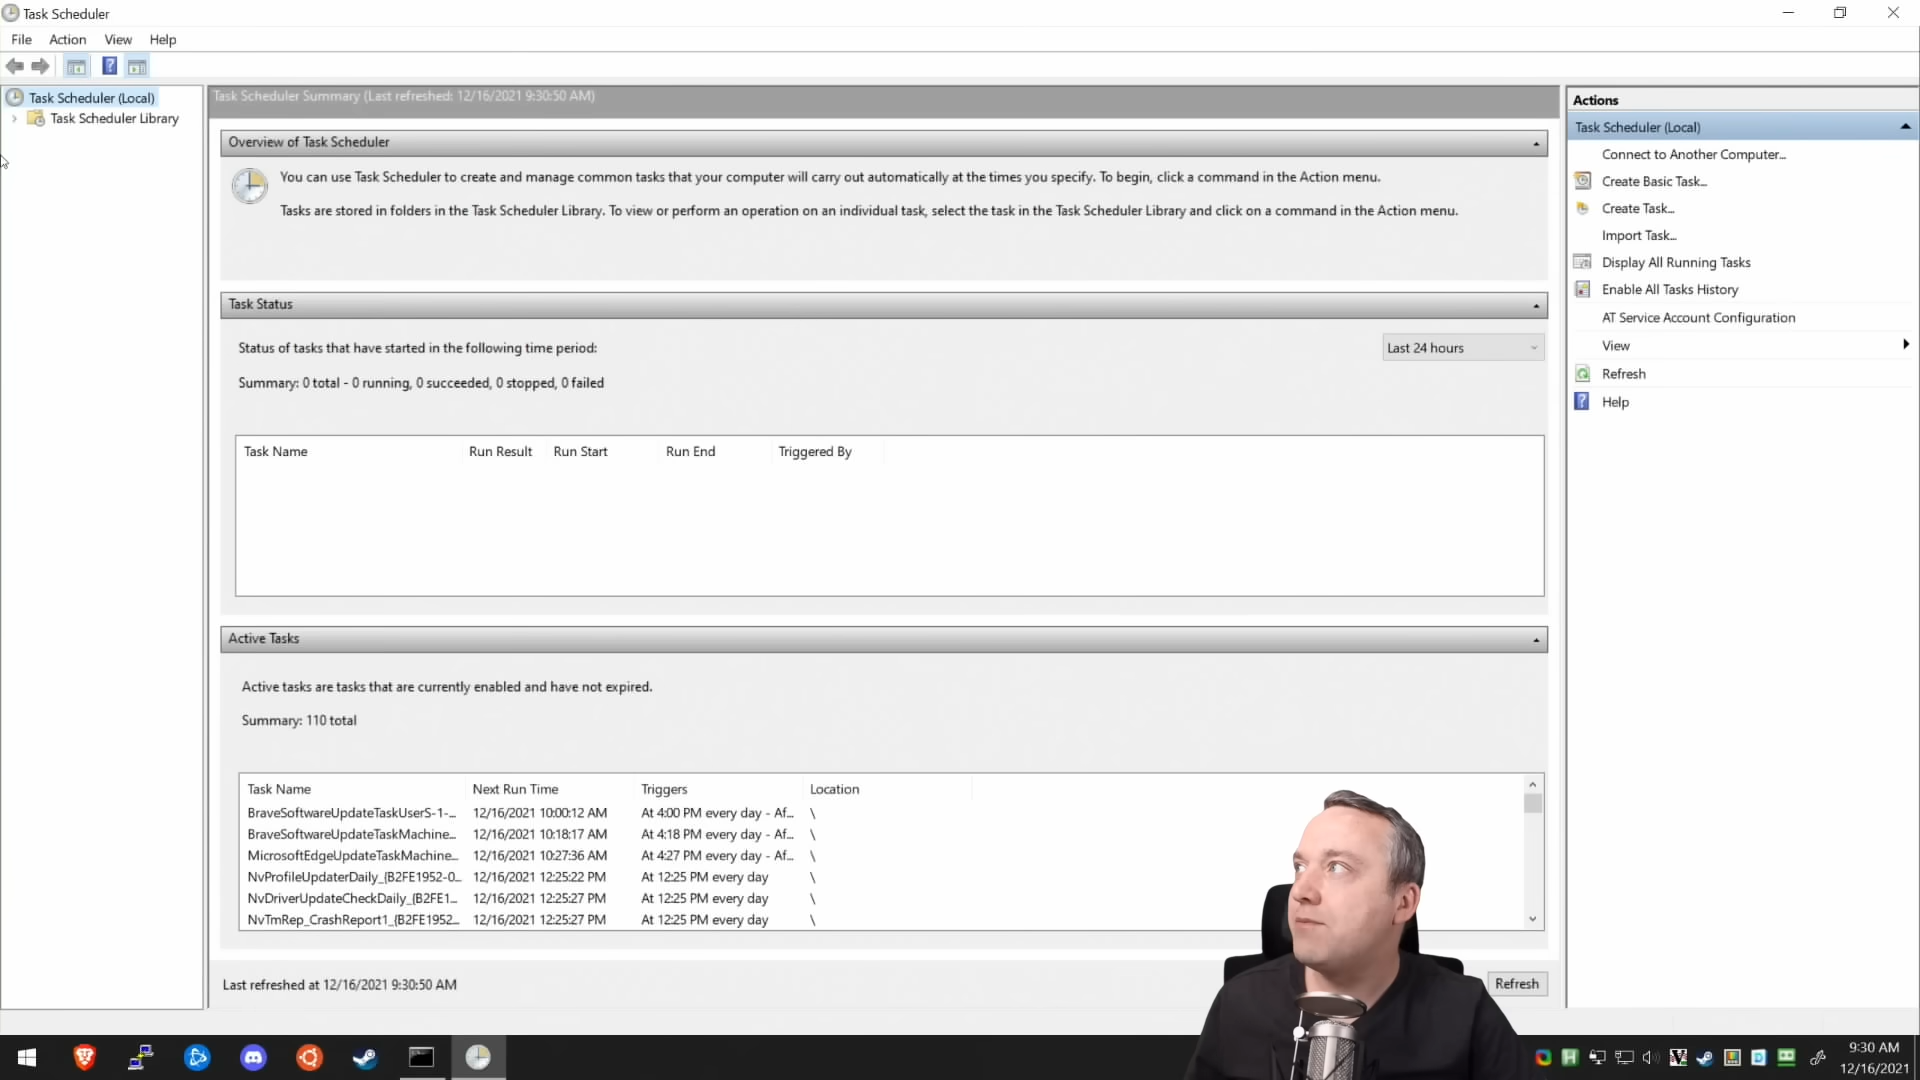 Task Scheduler
File Action View Help
Task Scheduler (Local)
Task Scheduler Library
Task Scheduler Summary (Last refreshed: 12/16/2021 9:30:50 AM)
Overview of Task Scheduler
You can use Task Scheduler to create and manage common tasks that your computer will carry out automatically at the times you specify. To begin, click a command in the Action menu.
Tasks are stored in folders in the Task Scheduler Library. To view or perform an operation on an individual task, select the task in the Task Scheduler Library and click on a command in the Action menu.
Task Status
Status of tasks that have started in the following time period:
Last 24 hours
Summary: 0 total - 0 running, 0 succeeded, 0 stopped, 0 failed
Task Name Run Result Run Start Run End Triggered By
Active Tasks
Active tasks are tasks that are currently enabled and have not expired.
Summary: 110 total
Task Name Next Run Time Triggers Location
BraveSoftwareUpdateTaskUserS-1-... 12/16/2021 10:00:12 AM At 4:00 PM every day - Af... \
BraveSoftwareUpdateTaskMachine... 12/16/2021 10:18:17 AM At 4:18 PM every day - Af... \
MicrosoftEdgeUpdateTaskMachine... 12/16/2021 10:27:36 AM At 4:27 PM every day - Af... \
NvProfileUpdaterDaily_{B2FE1952-0... 12/16/2021 12:25:22 PM At 12:25 PM every day \
NvDriverUpdateCheckDaily_{B2FE1... 12/16/2021 12:25:27 PM At 12:25 PM every day \
NvTmRep_CrashReport1_{B2FE1952... 12/16/2021 12:25:27 PM At 12:25 PM every day \
Last refreshed at 12/16/2021 9:30:50 AM
Refresh
Actions
Task Scheduler (Local)
Connect to Another Computer...
Create Basic Task...
Create Task...
Import Task...
Display All Running Tasks
Enable All Tasks History
AT Service Account Configuration
View
Refresh
Help
9:30 AM
12/16/2021